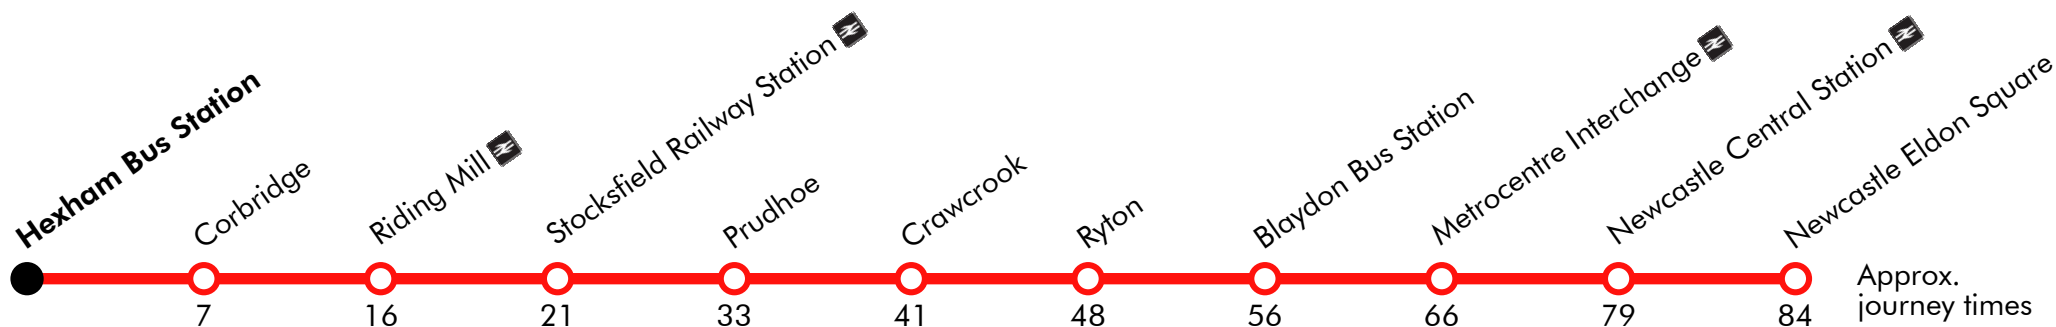 Hexham Bus Station
Corbridge
Riding Mill
Stocksfield Railway Station
Prudhoe
Crawcrook
Ryton
Blaydon Bus Station
Metrocentre Interchange
Newcastle Central Station
Newcastle Eldon Square
7
16
21
33
41
48
56
66
79
84
Approx.
journey times